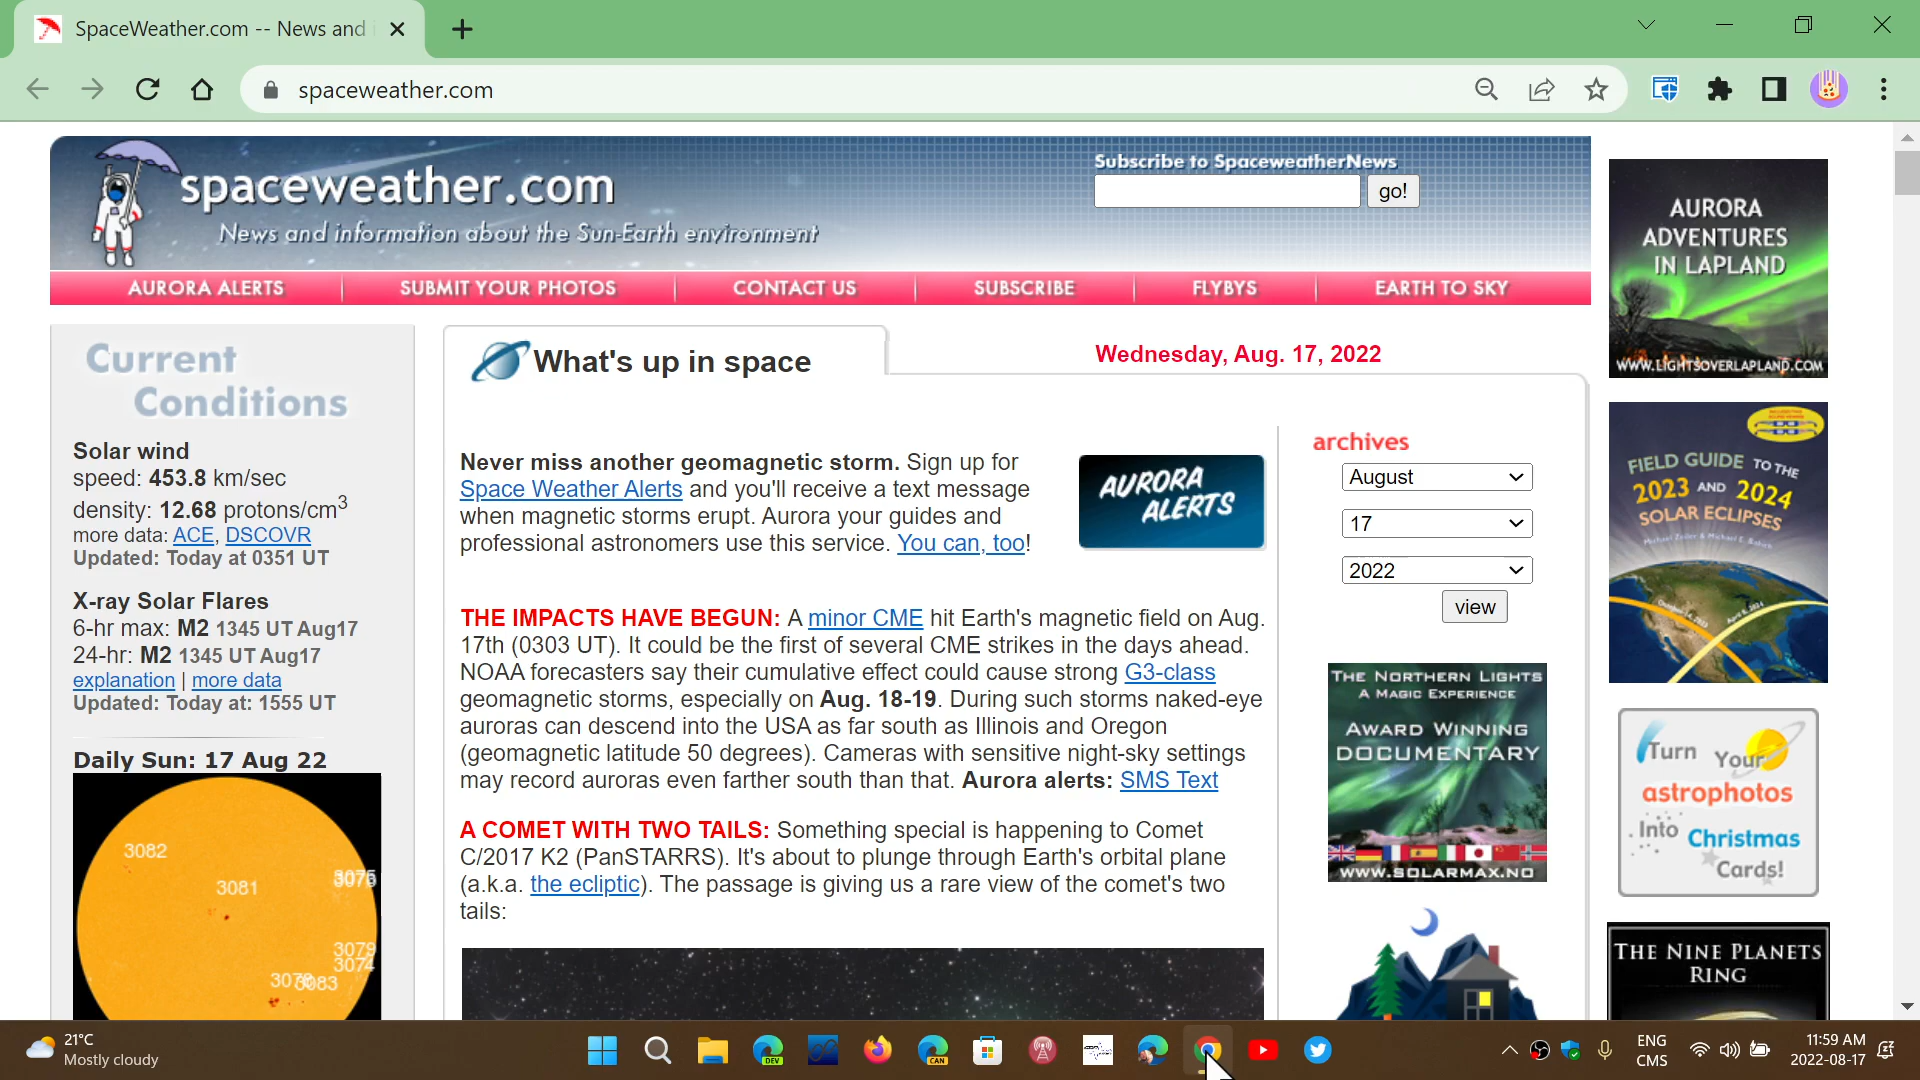 SpaceWeather.com -- News and
spaceweather.com
spaceweather.com
News and information about the Sun-Earth environment
Subscribe to SpaceweatherNews
go!
AURORA ALERTS
SUBMIT YOUR PHOTOS
CONTACT US
SUBSCRIBE
FLYBYS
EARTH TO SKY
Current
Conditions
Solar wind
speed: 453.8 km/sec
density: 12.68 protons/cm3
more data: ACE, DSCOVR
Updated: Today at 0351 UT
X-ray Solar Flares
6-hr max: M2 1345 UT Aug17
24-hr: M2 1345 UT Aug17
explanation | more data
Updated: Today at: 1555 UT
Daily Sun: 17 Aug 22
3082
3081
3079
3074
3083
What's up in space
Wednesday, Aug. 17, 2022
Never miss another geomagnetic storm. Sign up for
Space Weather Alerts and you'll receive a text message
when magnetic storms erupt. Aurora tour guides and
professional astronomers use this service. You can, too!
AURORA
ALERTS
THE IMPACTS HAVE BEGUN: A minor CME hit Earth's magnetic field on Aug.
17th (0303 UT). It could be the first of several CME strikes in the days ahead.
NOAA forecasters say their cumulative effect could cause strong G3-class
geomagnetic storms, especially on Aug. 18-19. During such storms naked-eye
auroras can descend into the USA as far south as Illinois and Oregon
(geomagnetic latitude 50 degrees). Cameras with sensitive night-sky settings
may record auroras even farther south than that. Aurora alerts: SMS Text
A COMET WITH TWO TAILS: Something special is happening to Comet
C/2017 K2 (PanSTARRS). It's about to plunge through Earth's orbital plane
(a.k.a. the ecliptic). The passage is giving us a rare view of the comet's two
tails:
archives
August
17
2022
view
THE NORTHERN LIGHTS
A MAGIC EXPERIENCE
AWARD WINNING
DOCUMENTARY
WWW.SOLARMAX.NO
AURORA
ADVENTURES
IN LAPLAND
WWW.LIGHTSOVERLAPLAND.COM
FIELD GUIDE TO THE
2023 AND 2024
SOLAR ECLIPSES
October 14, 2023
April 8, 2024
Turn Your
astrophotos
Into Christmas
Cards!
THE NINE PLANETS
RING
21°C
Mostly cloudy
DEV
CAN
ENG
CMS
11:59 AM
2022-08-17